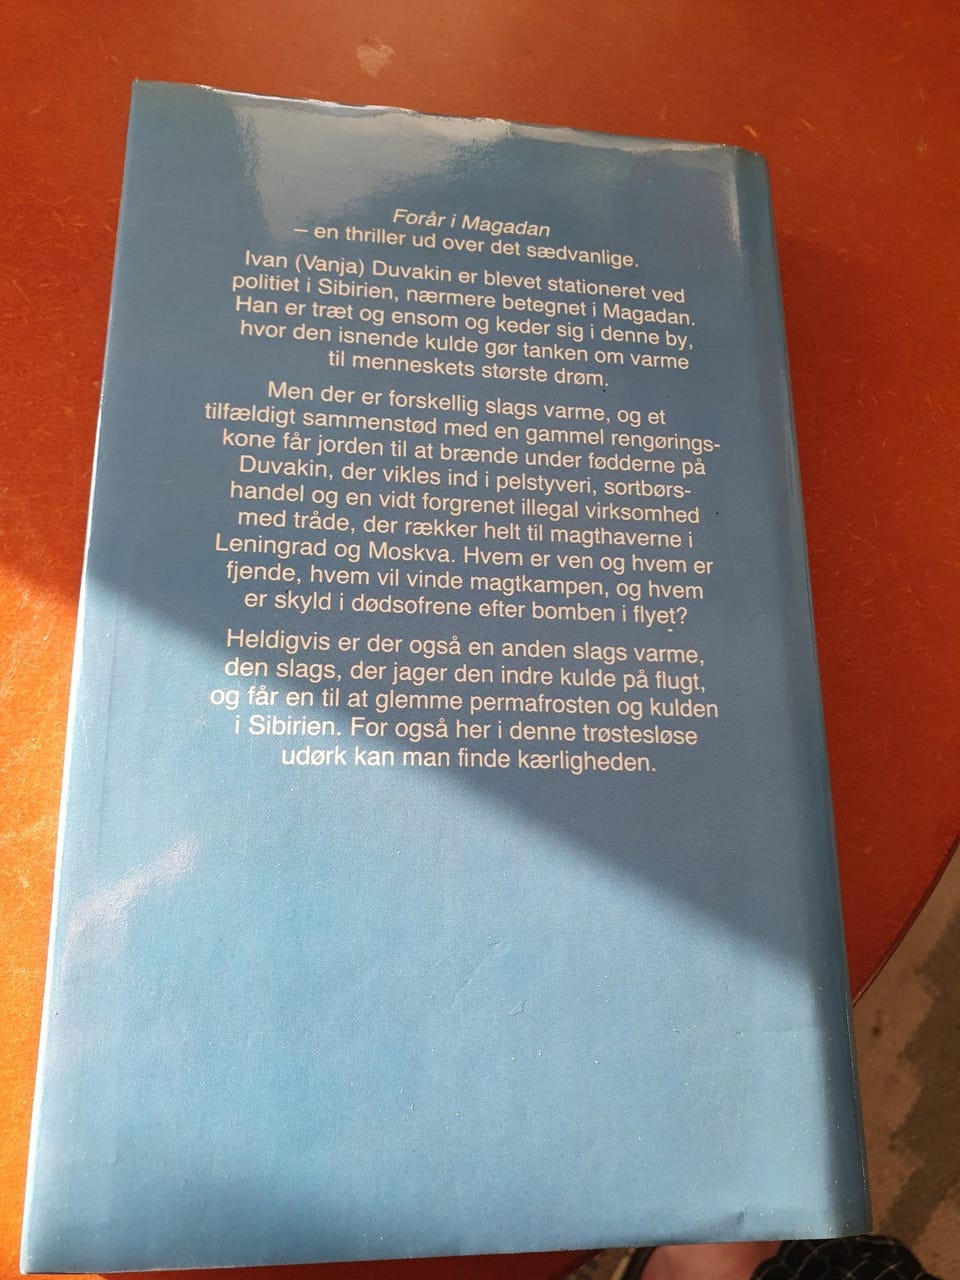 Forår i Magadan
– en thriller ud over det sædvanlige.
Ivan (Vanja) Duvakin er blevet stationeret ved
politiet i Sibirien, nærmere betegnet i Magadan.
Han er træt og ensom og keder sig i denne by,
hvor den isnende kulde gør tanken om varme
til menneskets største drøm.
Men der er forskellig slags varme, og et
tilfældigt sammenstød med en gammel rengørings-
kone får jorden til at brænde under fødderne på
Duvakin, der vikles ind i pelstyveri, sortbørs-
handel og en vidt forgrenet illegal virksomhed
med tråde, der rækker helt til magthaverne i
Leningrad og Moskva. Hvem er ven og hvem er
fjende, hvem vil vinde magtkampen, og hvem
er skyld i dødsofrene efter bomben i flyet?
Heldigvis er der også en anden slags varme,
den slags, der jager den indre kulde på flugt,
og får en til at glemme permafrosten og kulden
i Sibirien. For også her i denne trøstesløse
udørk kan man finde kærligheden.